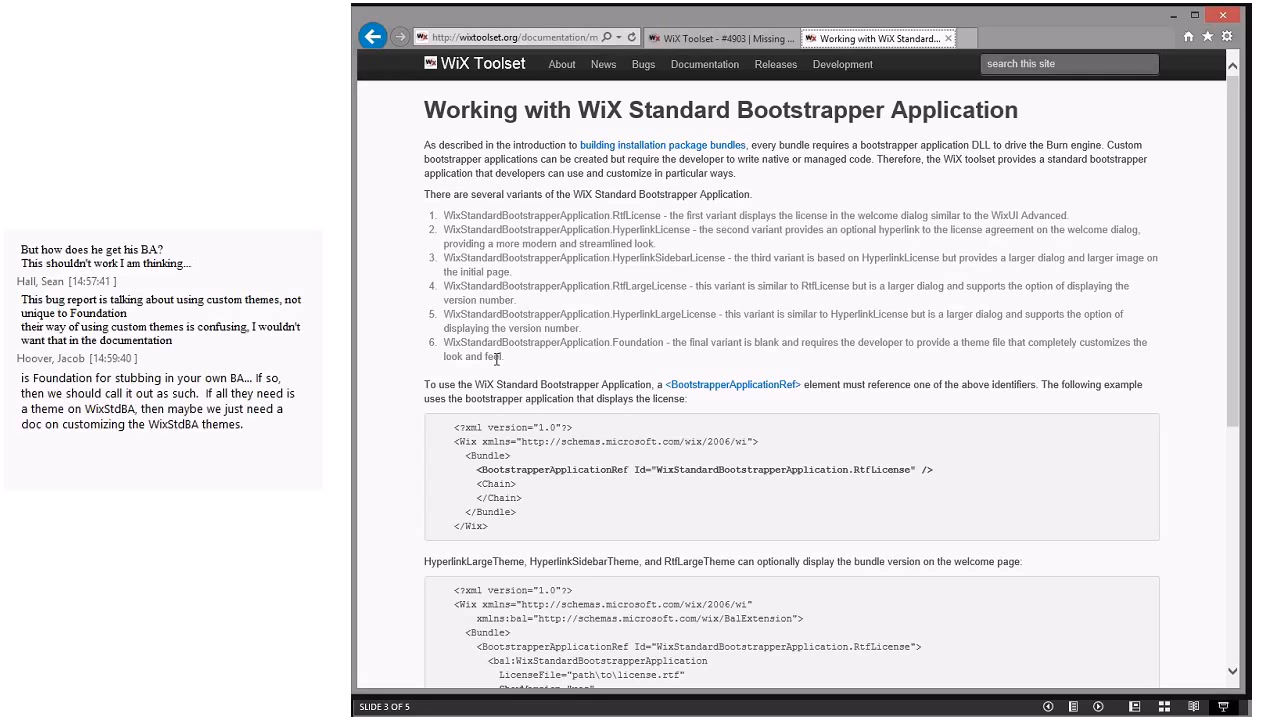 But how does he get his BA?
This shouldn't work I am thinking...
Hall, Sean [14:57:41 ]
This bug report is talking about using custom themes, not
unique to Foundation
their way of using custom themes is confusing, I wouldn't
want that in the documentation
Hoover, Jacob [14:59:40 ]
is Foundation for stubbing in your own BA... If so,
then we should call it out as such.  If all they need is
a theme on WixStdBA, then maybe we just need a
doc on customizing the WixStdBA themes.
http://wixtoolset.org/documentation/m
WiX Toolset - #4903 | Missing ...
Working with WiX Standard...
WiX Toolset About News Bugs Documentation Releases Development search this site
Working with WiX Standard Bootstrapper Application
As described in the introduction to building installation package bundles, every bundle requires a bootstrapper application DLL to drive the Burn engine. Custom
bootstrapper applications can be created but require the developer to write native or managed code. Therefore, the WiX toolset provides a standard bootstrapper
application that developers can use and customize in particular ways.
There are several variants of the WiX Standard Bootstrapper Application.
1. WixStandardBootstrapperApplication.RtfLicense - the first variant displays the license in the welcome dialog similar to the WixUI Advanced.
2. WixStandardBootstrapperApplication.HyperlinkLicense - the second variant provides an optional hyperlink to the license agreement on the welcome dialog,
providing a more modern and streamlined look.
3. WixStandardBootstrapperApplication.HyperlinkSidebarLicense - the third variant is based on HyperlinkLicense but provides a larger dialog and larger image on
the initial page.
4. WixStandardBootstrapperApplication.RtfLargeLicense - this variant is similar to RtfLicense but is a larger dialog and supports the option of displaying the
version number.
5. WixStandardBootstrapperApplication.HyperlinkLargeLicense - this variant is similar to HyperlinkLicense but is a larger dialog and supports the option of
displaying the version number.
6. WixStandardBootstrapperApplication.Foundation - the final variant is blank and requires the developer to provide a theme file that completely customizes the
look and feel.
To use the WiX Standard Bootstrapper Application, a <BootstrapperApplicationRef> element must reference one of the above identifiers. The following example
uses the bootstrapper application that displays the license:
<?xml version="1.0"?>
<Wix xmlns="http://schemas.microsoft.com/wix/2006/wi">
<Bundle>
<BootstrapperApplicationRef Id="WixStandardBootstrapperApplication.RtfLicense" />
<Chain>
</Chain>
</Bundle>
</Wix>
HyperlinkLargeTheme, HyperlinkSidebarTheme, and RtfLargeTheme can optionally display the bundle version on the welcome page:
<?xml version="1.0"?>
<Wix xmlns="http://schemas.microsoft.com/wix/2006/wi"
xmlns:bal="http://schemas.microsoft.com/wix/BalExtension">
<Bundle>
<BootstrapperApplicationRef Id="WixStandardBootstrapperApplication.RtfLicense">
<bal:WixStandardBootstrapperApplication
LicenseFile="path\to\license.rtf"
SLIDE 3 OF 5